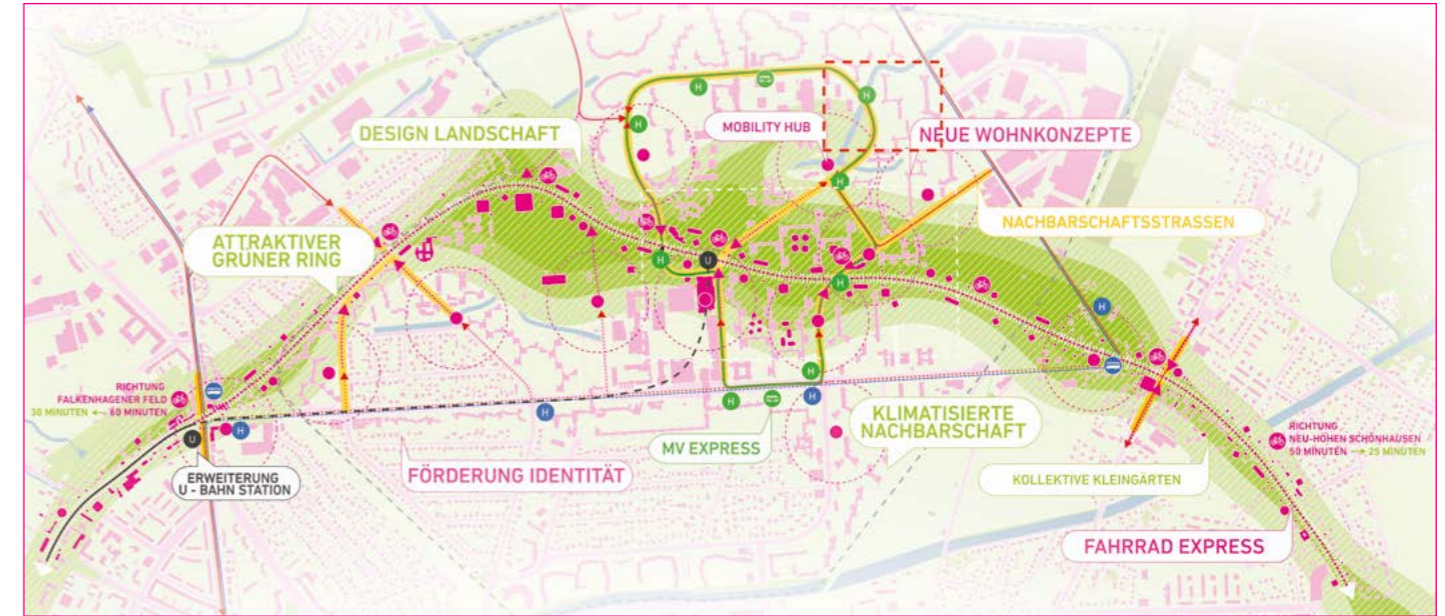 DESIGN LANDSCHAFT
MOBILITY HUB
NEUE WOHNKONZEPTE
NACHBARSCHAFTSSTRASSEN
ATTRAKTIVER
GRÜNER RING
RICHTUNG
FALKENHAGENER FELD
30 MINUTEN ⟵ 60 MINUTEN
ERWEITERUNG
U - BAHN STATION
FÖRDERUNG IDENTITÄT
MV EXPRESS
KLIMATISIERTE
NACHBARSCHAFT
KOLLEKTIVE KLEINGÄRTEN
RICHTUNG
NEU-HOHEN SCHÖNHAUSEN
50 MINUTEN ⟶ 25 MINUTEN
FAHRRAD EXPRESS
H
H
H
H
H
H
H
H
H
H
H
H
H
U
U